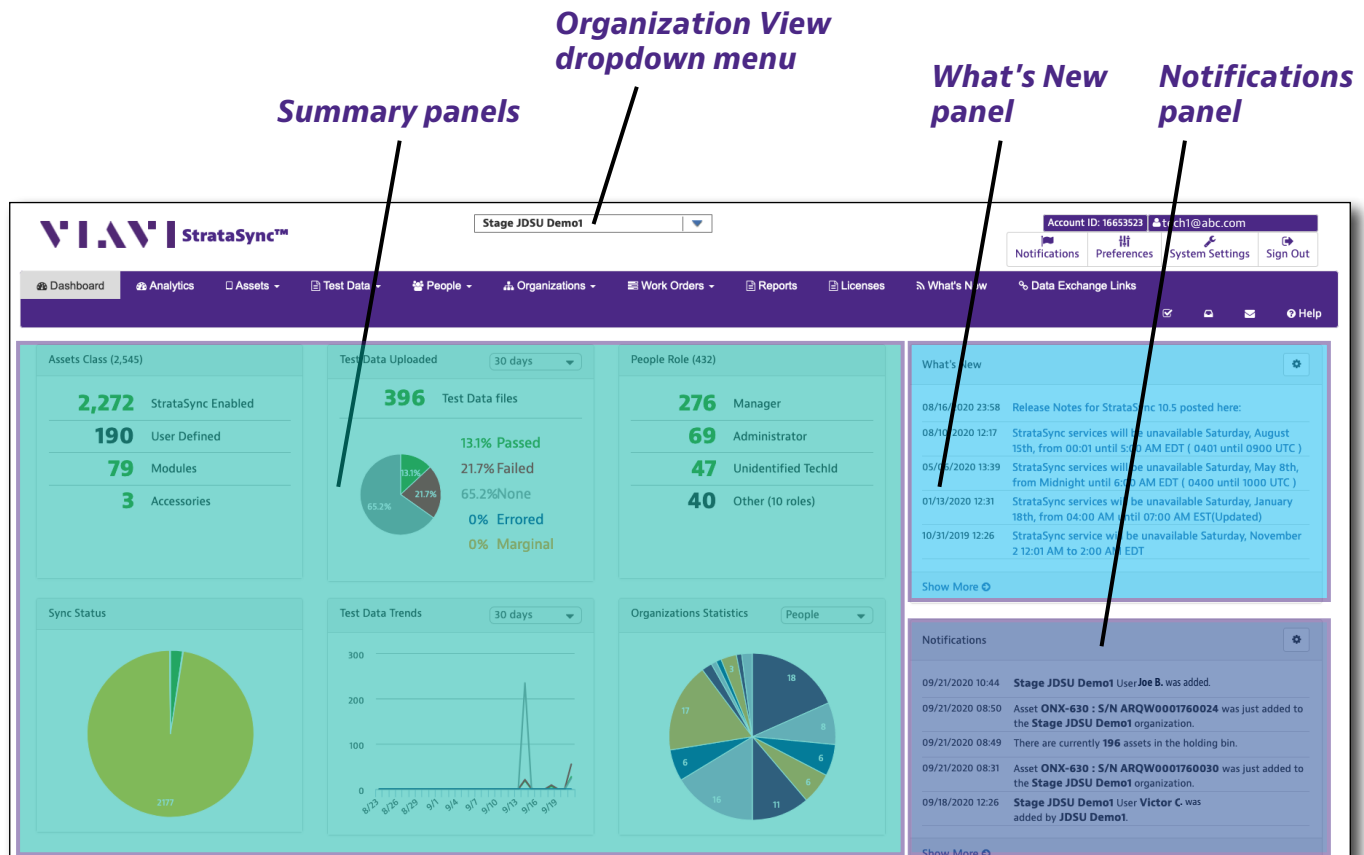 Organization View
dropdown menu
What's New
panel
Notifications
panel
Summary panels
VIAVI StrataSync™
Stage JDSU Demo1
Account ID: 16653523 tech1@abc.com
Notifications Preferences System Settings Sign Out
Dashboard Analytics Assets Test Data People Organizations Work Orders Reports Licenses What's New Data Exchange Links
Help
Assets Class (2,545)
2,272 StrataSync Enabled
190 User Defined
79 Modules
3 Accessories
Test Data Uploaded 30 days
396 Test Data files
13.1% Passed
21.7% Failed
65.2% None
0% Errored
0% Marginal
13.1%
21.7%
65.2%
People Role (432)
276 Manager
69 Administrator
47 Unidentified TechId
40 Other (10 roles)
What's New
08/16/2020 23:58 Release Notes for StrataSync 10.5 posted here:
08/10/2020 12:17 StrataSync services will be unavailable Saturday, August
15th, from 00:01 until 5:00 AM EDT ( 0401 until 0900 UTC )
05/05/2020 13:39 StrataSync services will be unavailable Saturday, May 8th,
from Midnight until 6:00 AM EDT ( 0400 until 1000 UTC )
01/13/2020 12:31 StrataSync services will be unavailable Saturday, January
18th, from 04:00 AM until 07:00 AM EST(Updated)
10/31/2019 12:26 StrataSync service will be unavailable Saturday, November
2 12:01 AM to 2:00 AM EDT
Show More
Sync Status
2177
Test Data Trends 30 days
300
200
100
0
8/23 8/26 8/29 9/1 9/4 9/7 9/10 9/13 9/16 9/19
Organizations Statistics People
3
18
17
8
6
6
6
16
11
Notifications
09/21/2020 10:44 Stage JDSU Demo1 User Joe B. was added.
09/21/2020 08:50 Asset ONX-630 : S/N ARQW0001760024 was just added to
the Stage JDSU Demo1 organization.
09/21/2020 08:49 There are currently 196 assets in the holding bin.
09/21/2020 08:31 Asset ONX-630 : S/N ARQW0001760030 was just added to
the Stage JDSU Demo1 organization.
09/18/2020 12:26 Stage JDSU Demo1 User Victor C. was
added by JDSU Demo1.
Show More